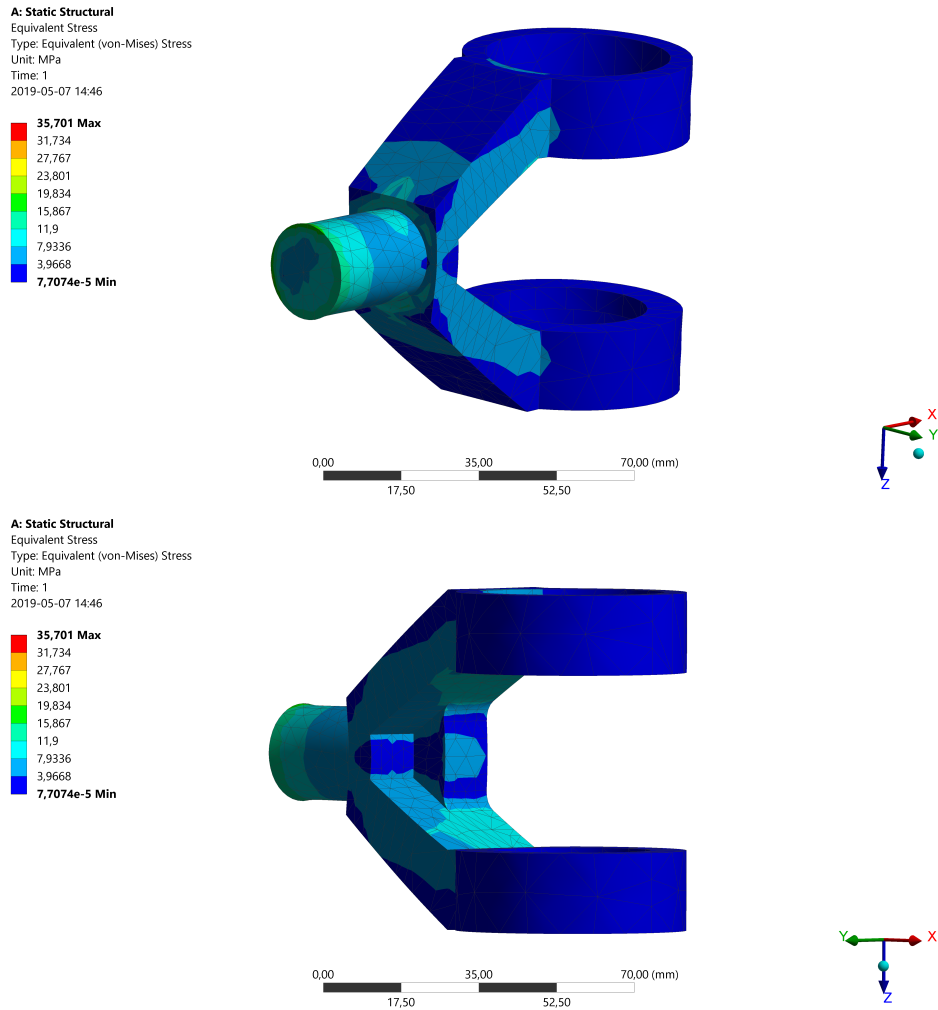 A: Static Structural
Equivalent Stress
Type: Equivalent (von-Mises) Stress
Unit: MPa
Time: 1
2019-05-07 14:46
35,701 Max
31,734
27,767
23,801
19,834
15,867
11,9
7,9336
3,9668
7,7074e-5 Min
X
Y
Z
0,00 35,00 70,00 (mm)
17,50 52,50
A: Static Structural
Equivalent Stress
Type: Equivalent (von-Mises) Stress
Unit: MPa
Time: 1
2019-05-07 14:46
35,701 Max
31,734
27,767
23,801
19,834
15,867
11,9
7,9336
3,9668
7,7074e-5 Min
Y X
Z
0,00 35,00 70,00 (mm)
17,50 52,50